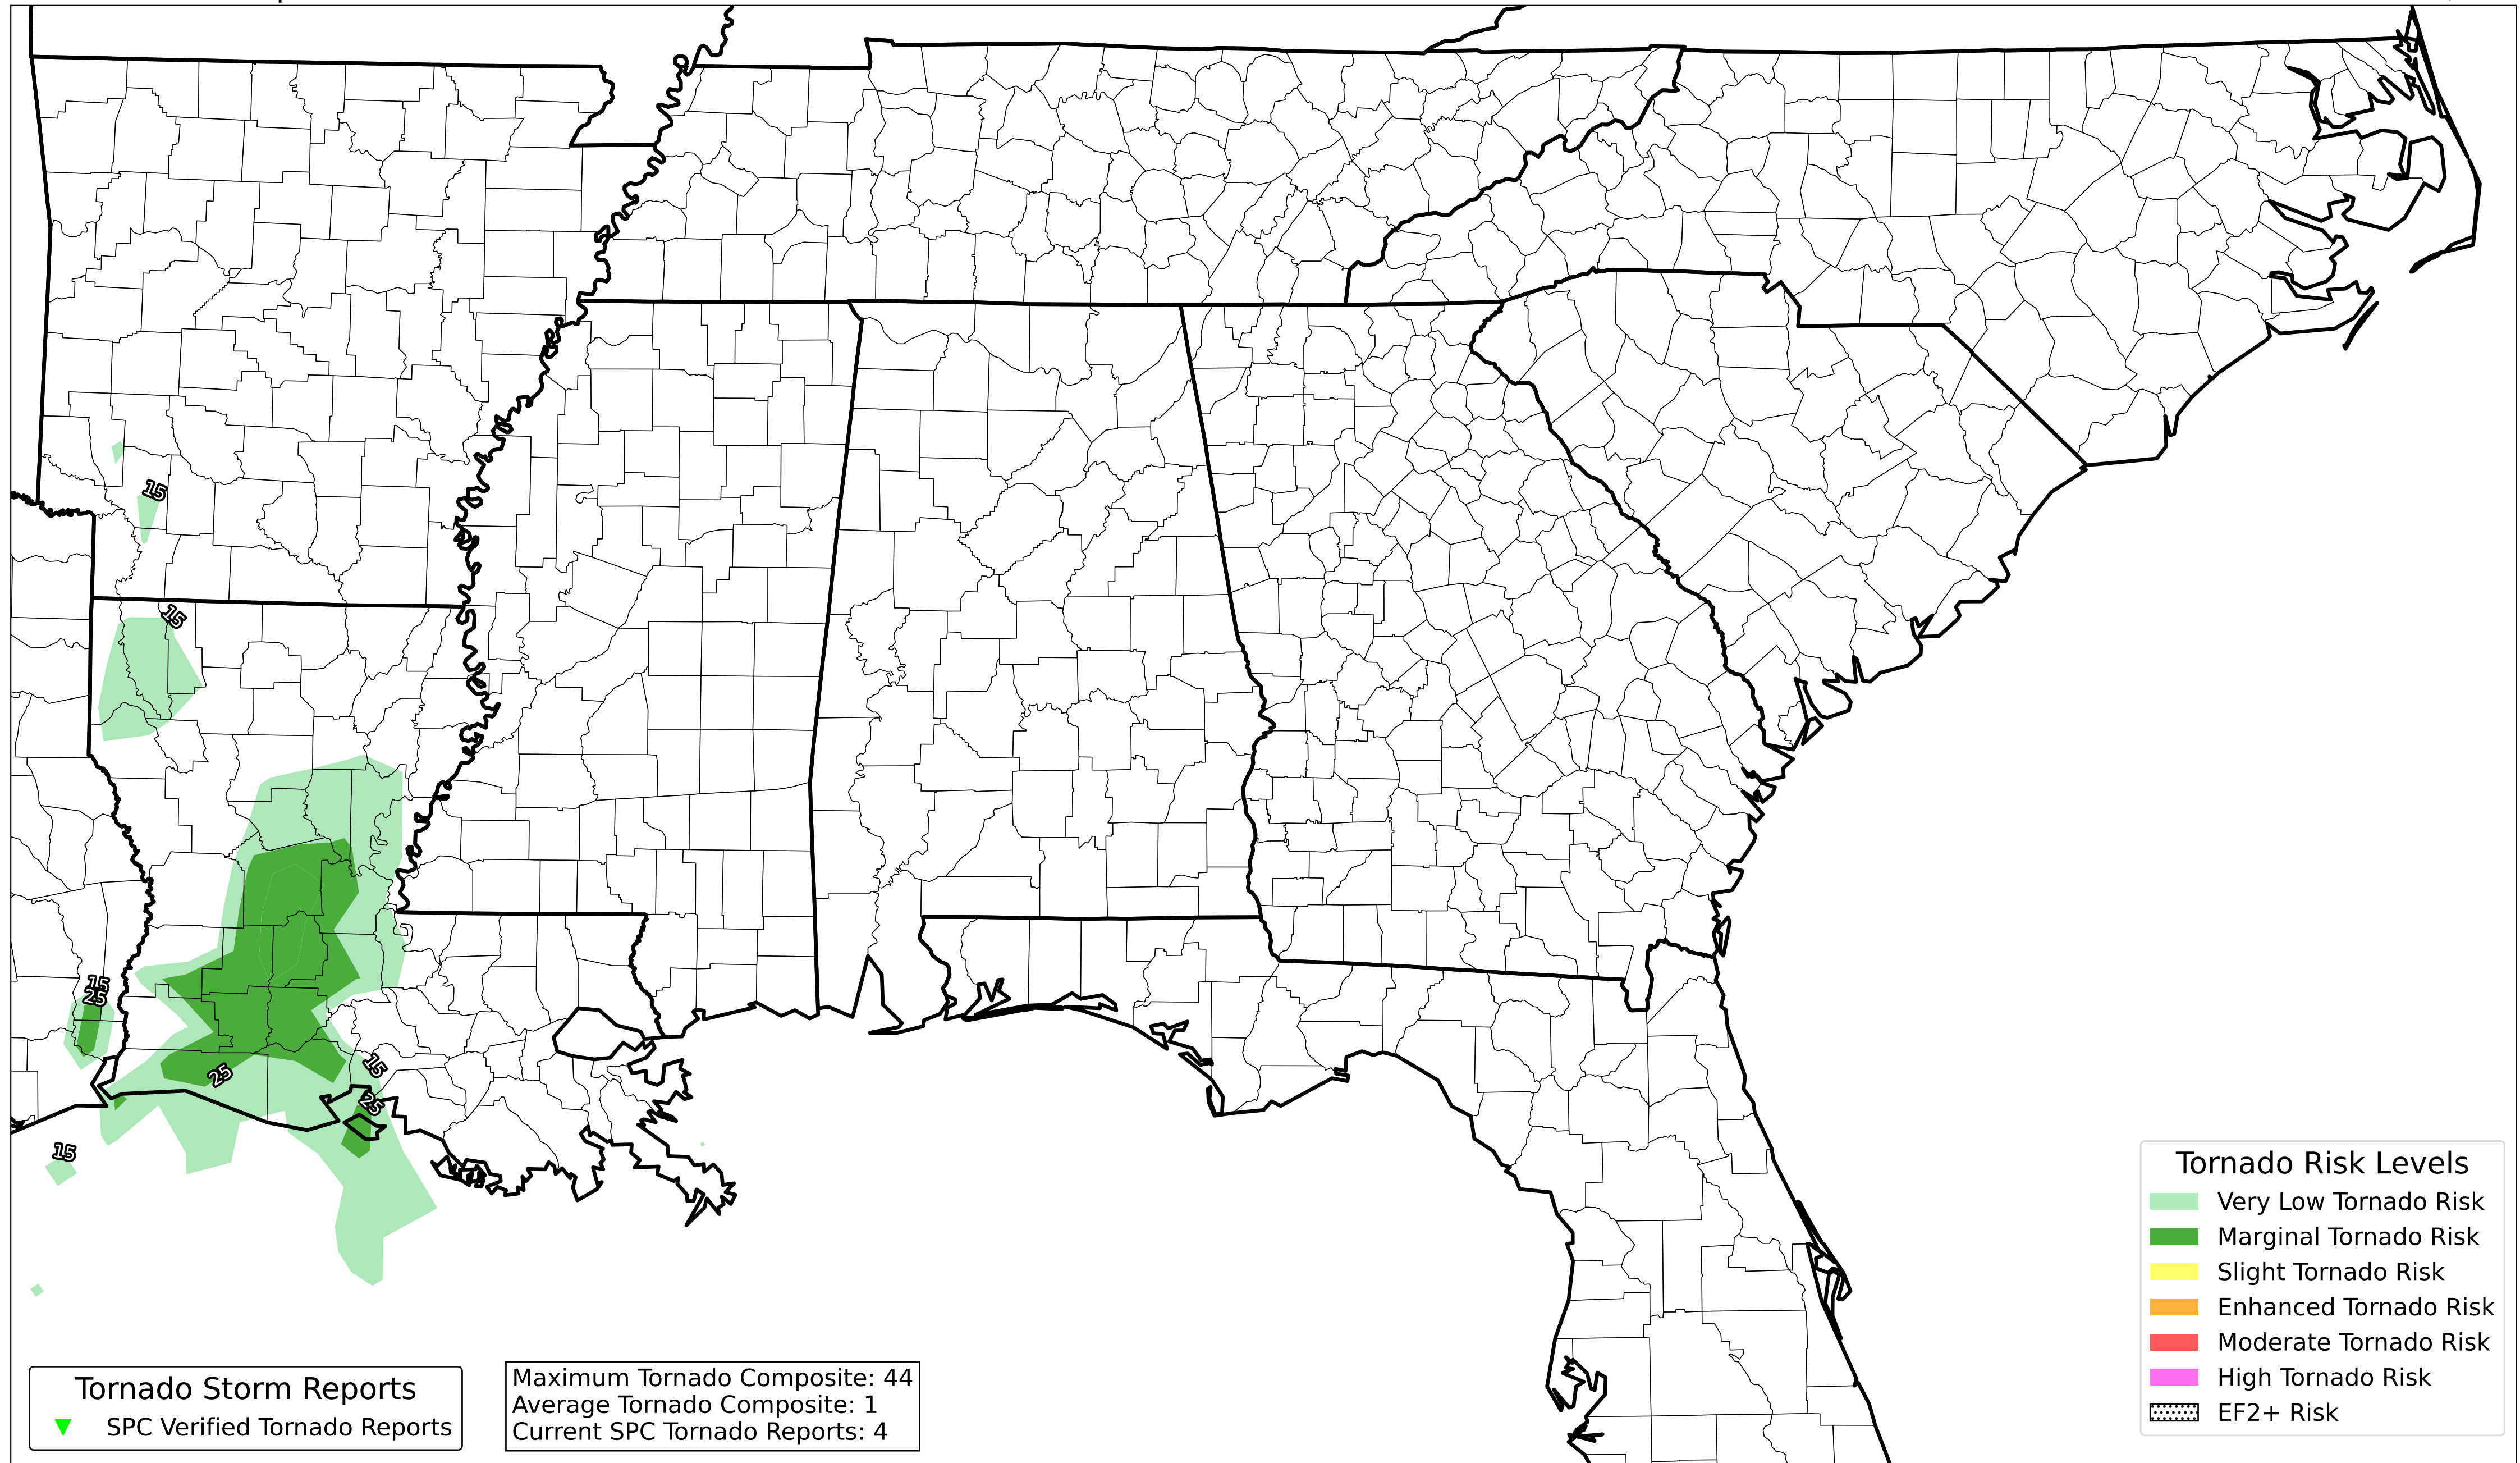 15
15
15
25
15
25
25
15
Tornado Risk Levels
Very Low Tornado Risk
Marginal Tornado Risk
Slight Tornado Risk
Enhanced Tornado Risk
Moderate Tornado Risk
High Tornado Risk
EF2+ Risk
Maximum Tornado Composite: 44
Average Tornado Composite: 1
Current SPC Tornado Reports: 4
Tornado Storm Reports
SPC Verified Tornado Reports